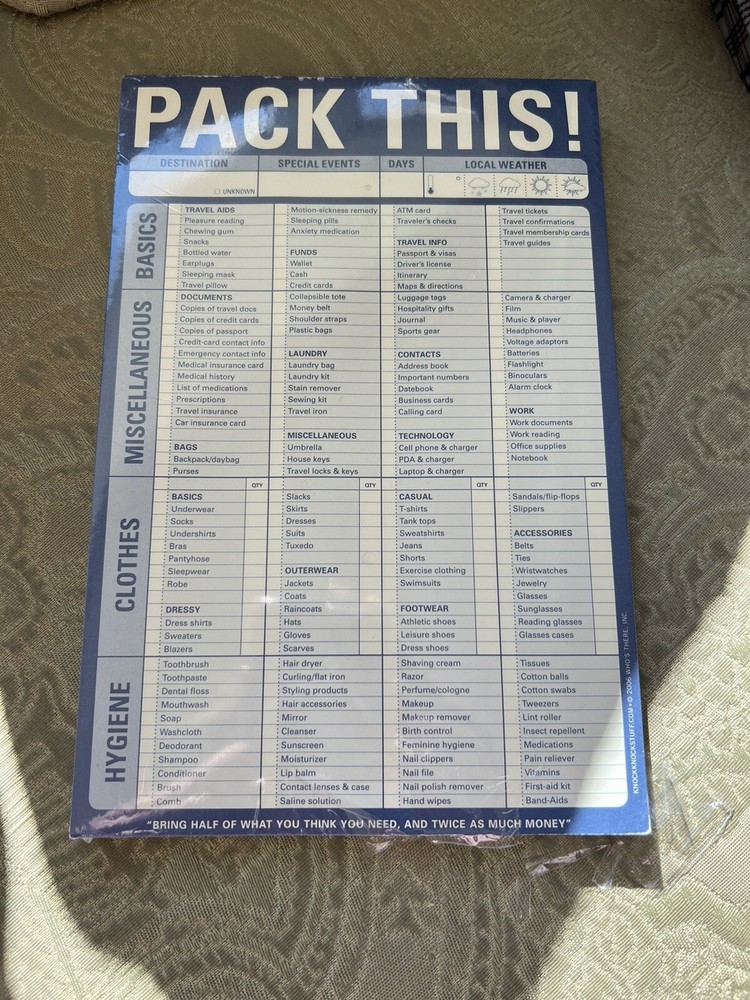 PACK THIS!
DESTINATION
SPECIAL EVENTS
DAYS
LOCAL WEATHER
UNKNOWN
°
BASICS
TRAVEL AIDS
Pleasure reading
Chewing gum
Snacks
Bottled water
Earplugs
Sleeping mask
Travel pillow
Motion-sickness remedy
Sleeping pills
Anxiety medication
FUNDS
Wallet
Cash
Credit cards
ATM card
Traveler's checks
TRAVEL INFO
Passport & visas
Driver's license
Itinerary
Maps & directions
Travel tickets
Travel confirmations
Travel membership cards
Travel guides
MISCELLANEOUS
DOCUMENTS
Copies of travel docs
Copies of credit cards
Copies of passport
Credit-card contact info
Emergency contact info
Medical insurance card
Medical history
List of medications
Prescriptions
Travel insurance
Car insurance card
BAGS
Backpack/daybag
Purses
Collapsible tote
Money belt
Shoulder straps
Plastic bags
LAUNDRY
Laundry bag
Laundry kit
Stain remover
Sewing kit
Travel iron
MISCELLANEOUS
Umbrella
House keys
Travel locks & keys
Luggage tags
Hospitality gifts
Journal
Sports gear
CONTACTS
Address book
Important numbers
Datebook
Business cards
Calling card
TECHNOLOGY
Cell phone & charger
PDA & charger
Laptop & charger
Camera & charger
Film
Music & player
Headphones
Voltage adaptors
Batteries
Flashlight
Binoculars
Alarm clock
WORK
Work documents
Work reading
Office supplies
Notebook
CLOTHES
QTY
BASICS
Underwear
Socks
Undershirts
Bras
Pantyhose
Sleepwear
Robe
DRESSY
Dress shirts
Sweaters
Blazers
QTY
Slacks
Skirts
Dresses
Suits
Tuxedo
OUTERWEAR
Jackets
Coats
Raincoats
Hats
Gloves
Scarves
QTY
CASUAL
T-shirts
Tank tops
Sweatshirts
Jeans
Shorts
Exercise clothing
Swimsuits
FOOTWEAR
Athletic shoes
Leisure shoes
Dress shoes
QTY
Sandals/flip-flops
Slippers
ACCESSORIES
Belts
Ties
Wristwatches
Jewelry
Glasses
Sunglasses
Reading glasses
Glasses cases
HYGIENE
Toothbrush
Toothpaste
Dental floss
Mouthwash
Soap
Washcloth
Deodorant
Shampoo
Conditioner
Brush
Comb
Hair dryer
Curling/flat iron
Styling products
Hair accessories
Mirror
Cleanser
Sunscreen
Moisturizer
Lip balm
Contact lenses & case
Saline solution
Shaving cream
Razor
Perfume/cologne
Makeup
Makeup remover
Birth control
Feminine hygiene
Nail clippers
Nail file
Nail polish remover
Hand wipes
Tissues
Cotton balls
Cotton swabs
Tweezers
Lint roller
Insect repellent
Medications
Pain reliever
Vitamins
First-aid kit
Band-Aids
KNOCKKNOCKSTUFF.COM • © 2006 WHO'S THERE, INC.
"BRING HALF OF WHAT YOU THINK YOU NEED, AND TWICE AS MUCH MONEY"